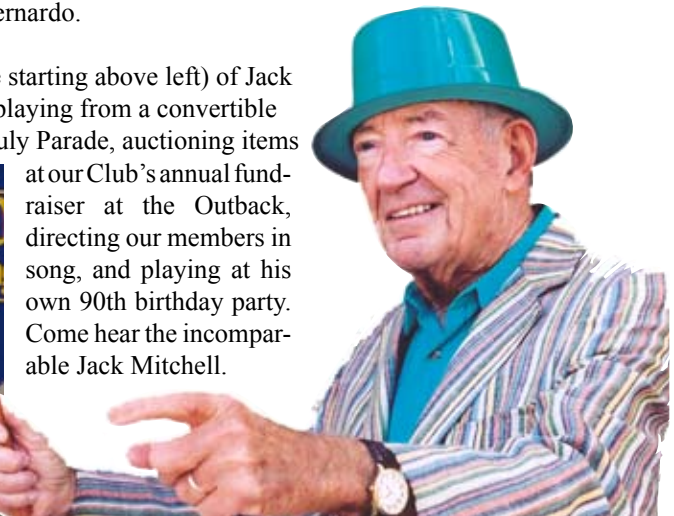 ernardo.
starting above left) of Jack
playing from a convertible
uly Parade, auctioning items
at our Club's annual fund-
raiser at the Outback,
directing our members in
song, and playing at his
own 90th birthday party.
Come hear the incompar-
able Jack Mitchell.